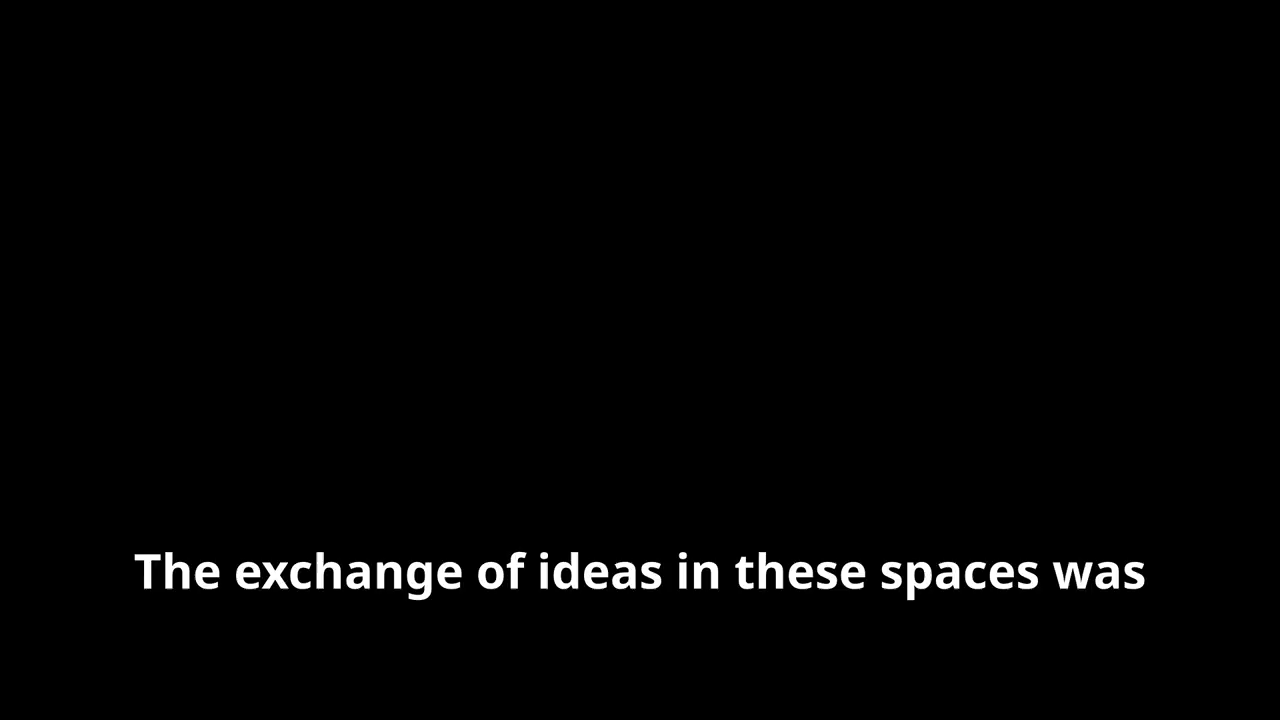 The exchange of ideas in these spaces was